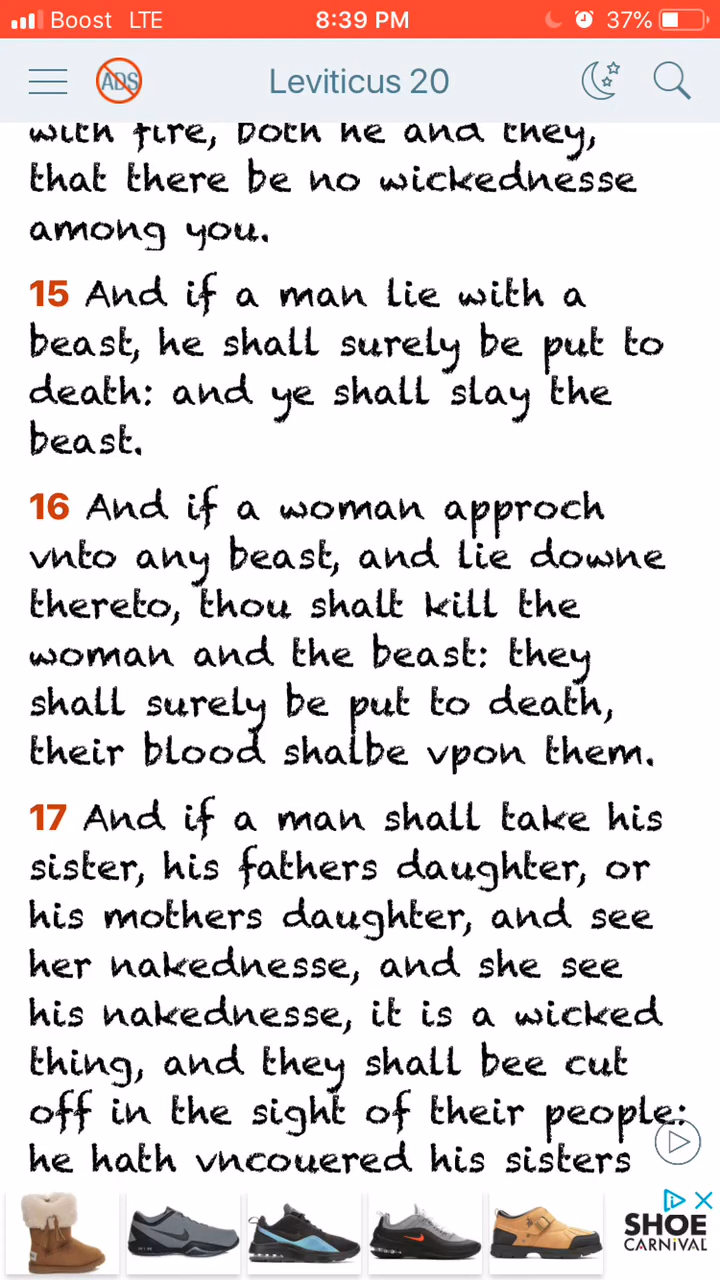 Boost LTE 8:39 PM 37%
ADS Leviticus 20
with fire, both he and they,
that there be no wickednesse
among you.
15 And if a man lie with a
beast, he shall surely be put to
death: and ye shall slay the
beast.
16 And if a woman approch
vnto any beast, and lie downe
thereto, thou shalt kill the
woman and the beast: they
shall surely be put to death,
their blood shalbe vpon them.
17 And if a man shall take his
sister, his fathers daughter, or
his mothers daughter, and see
her nakednesse, and she see
his nakednesse, it is a wicked
thing, and they shall bee cut
off in the sight of their people:
he hath vncouered his sisters
SHOE
CARNIVAL